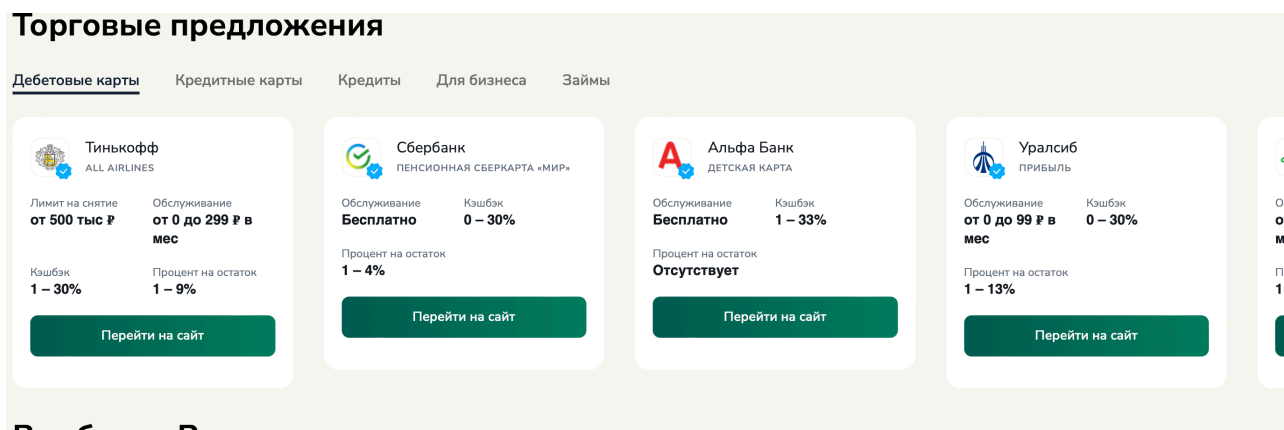 Торговые предложения
Дебетовые карты Кредитные карты Кредиты Для бизнеса Займы
Тинькофф
ALL AIRLINES
Лимит на снятие Обслуживание
от 500 тыс ₽ от 0 до 299 ₽ в
мес
Кэшбэк Процент на остаток
1 – 30% 1 – 9%
Перейти на сайт
Сбербанк
ПЕНСИОННАЯ СБЕРКАРТА «МИР»
Обслуживание Кэшбэк
Бесплатно 0 – 30%
Процент на остаток
1 – 4%
Перейти на сайт
Альфа Банк
ДЕТСКАЯ КАРТА
Обслуживание Кэшбэк
Бесплатно 1 – 33%
Процент на остаток
Отсутствует
Перейти на сайт
Уралсиб
ПРИБЫЛЬ
Обслуживание Кэшбэк
от 0 до 99 ₽ в 0 – 30%
мес
Процент на остаток
1 – 13%
Перейти на сайт